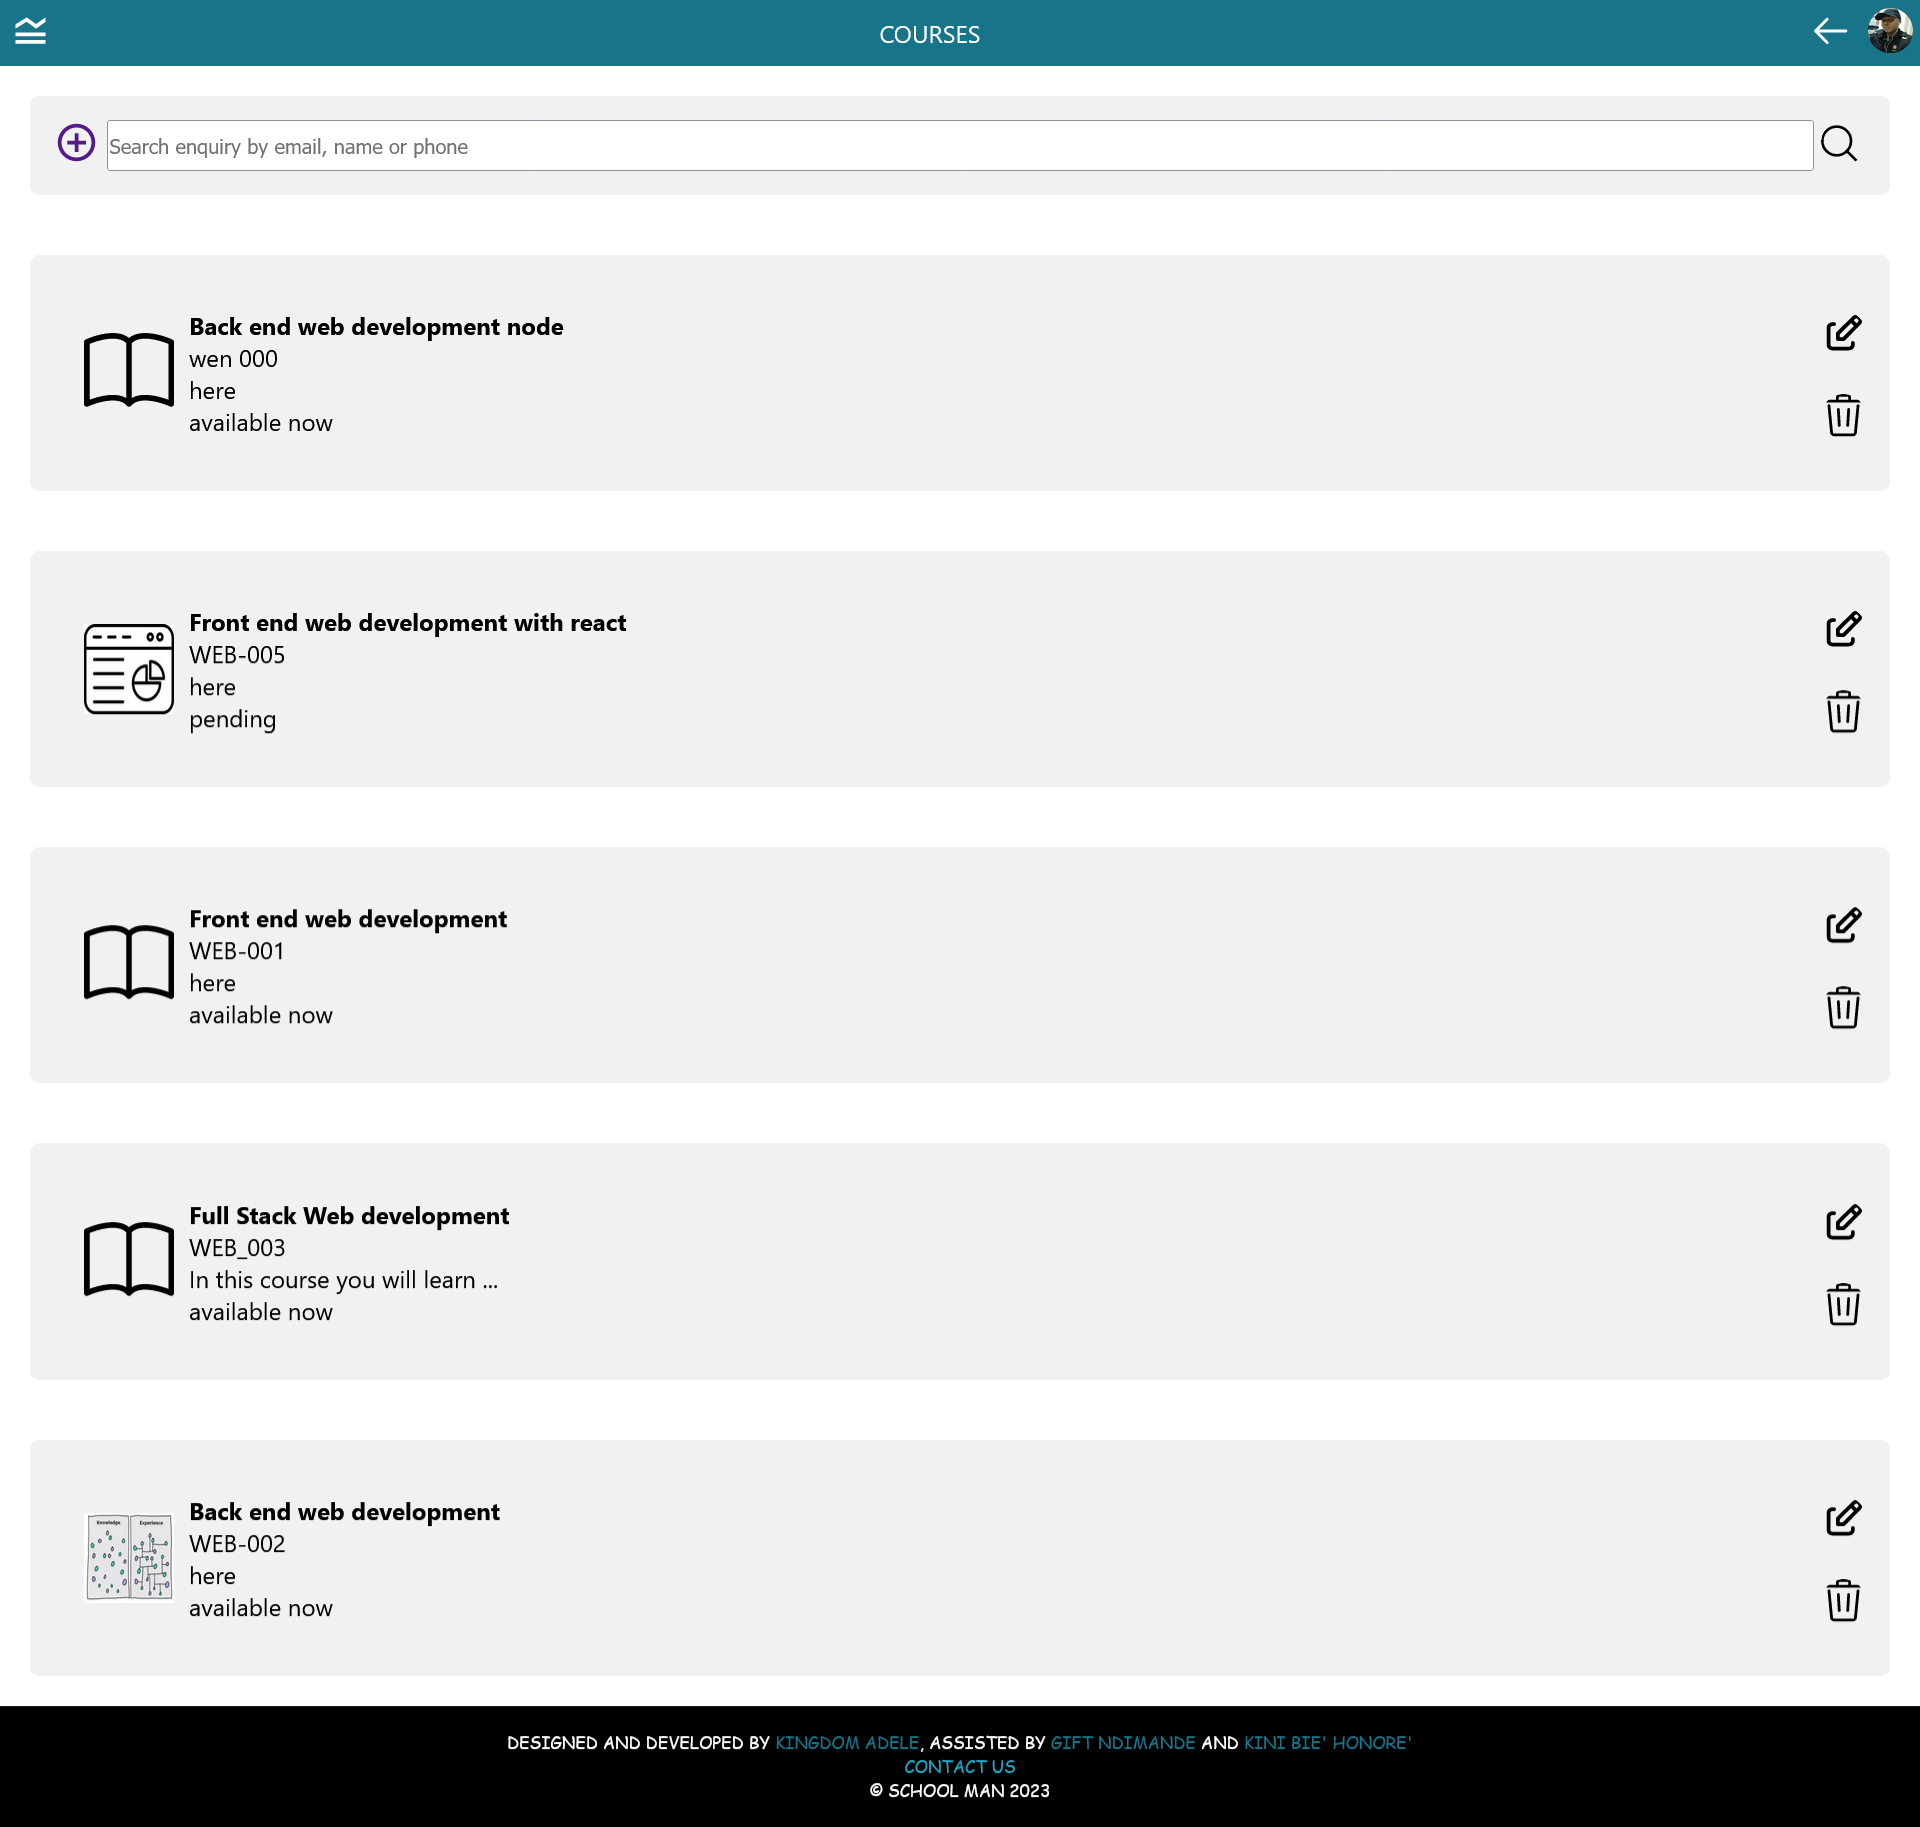 COURSES
Search enquiry by email, name or phone
Back end web development node
wen 000
here
available now
Front end web development with react
WEB-005
here
pending
Front end web development
WEB-001
here
available now
Full Stack Web development
WEB_003
In this course you will learn ...
available now
Knowledge Experience
Back end web development
WEB-002
here
available now
DESIGNED AND DEVELOPED BY KINGDOM ADELE, ASSISTED BY GIFT NDIMANDE AND KINI BIE' HONORE'
CONTACT US
© SCHOOL MAN 2023